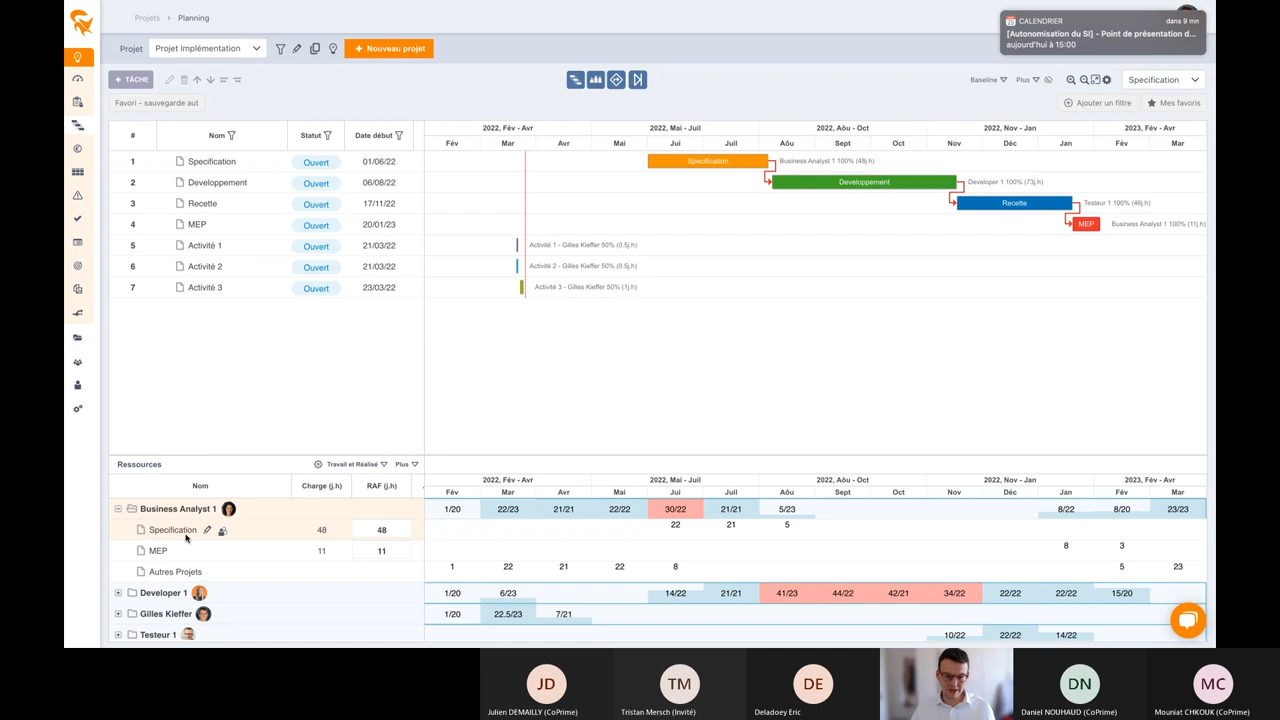 Projets › Planning
CALENDRIER dans 9 mn
[Autonomisation du SI] - Point de présentation d...
aujourd'hui à 15:00
Projet Projet Implémentation + Nouveau projet
+ TÂCHE Baseline Plus Specification
Favori - sauvegarde aut Ajouter un filtre Mes favoris
# Nom Statut Date début
2022, Fév - Avr 2022, Mai - Juil 2022, Aoû - Oct 2022, Nov - Jan 2023, Fév - Avr
Fév Mar Avr Mai Jui Juil Aoû Sept Oct Nov Déc Jan Fév Mar
1 Specification Ouvert 01/06/22 Specification Business Analyst 1 100% (48j.h)
2 Developpement Ouvert 06/08/22 Developpement Developer 1 100% (73j.h)
3 Recette Ouvert 17/11/22 Recette Testeur 1 100% (46j.h)
4 MEP Ouvert 20/01/23 MEP Business Analyst 1 100% (11j.h)
5 Activité 1 Ouvert 21/03/22 Activité 1 - Gilles Kieffer 50% (0.5j.h)
6 Activité 2 Ouvert 21/03/22 Activité 2 - Gilles Kieffer 50% (0.5j.h)
7 Activité 3 Ouvert 23/03/22 Activité 3 - Gilles Kieffer 50% (1j.h)
Ressources Travail et Réalisé Plus
Nom Charge (j.h) RAF (j.h)
2022, Fév - Avr 2022, Mai - Juil 2022, Aoû - Oct 2022, Nov - Jan 2023, Fév - Avr
Fév Mar Avr Mai Jui Juil Aoû Sept Oct Nov Déc Jan Fév Mar
Business Analyst 1 1/20 22/23 21/21 22/22 30/22 21/21 5/23 8/22 8/20 23/23
Specification 48 48 22 21 5
MEP 11 11 8 3
Autres Projets 1 22 21 22 8 5 23
Developer 1 1/20 6/23 14/22 21/21 41/23 44/22 42/21 34/22 22/22 22/22 15/20
Gilles Kieffer 1/20 22.5/23 7/21
Testeur 1 10/22 22/22 14/22
JD TM DE DN MC
Julien DEMAILLY (CoPrime) Tristan Mersch (Invité) Deladoey Eric Daniel NOUHAUD (CoPrime) Mouniat CHKOUK (CoPrime)